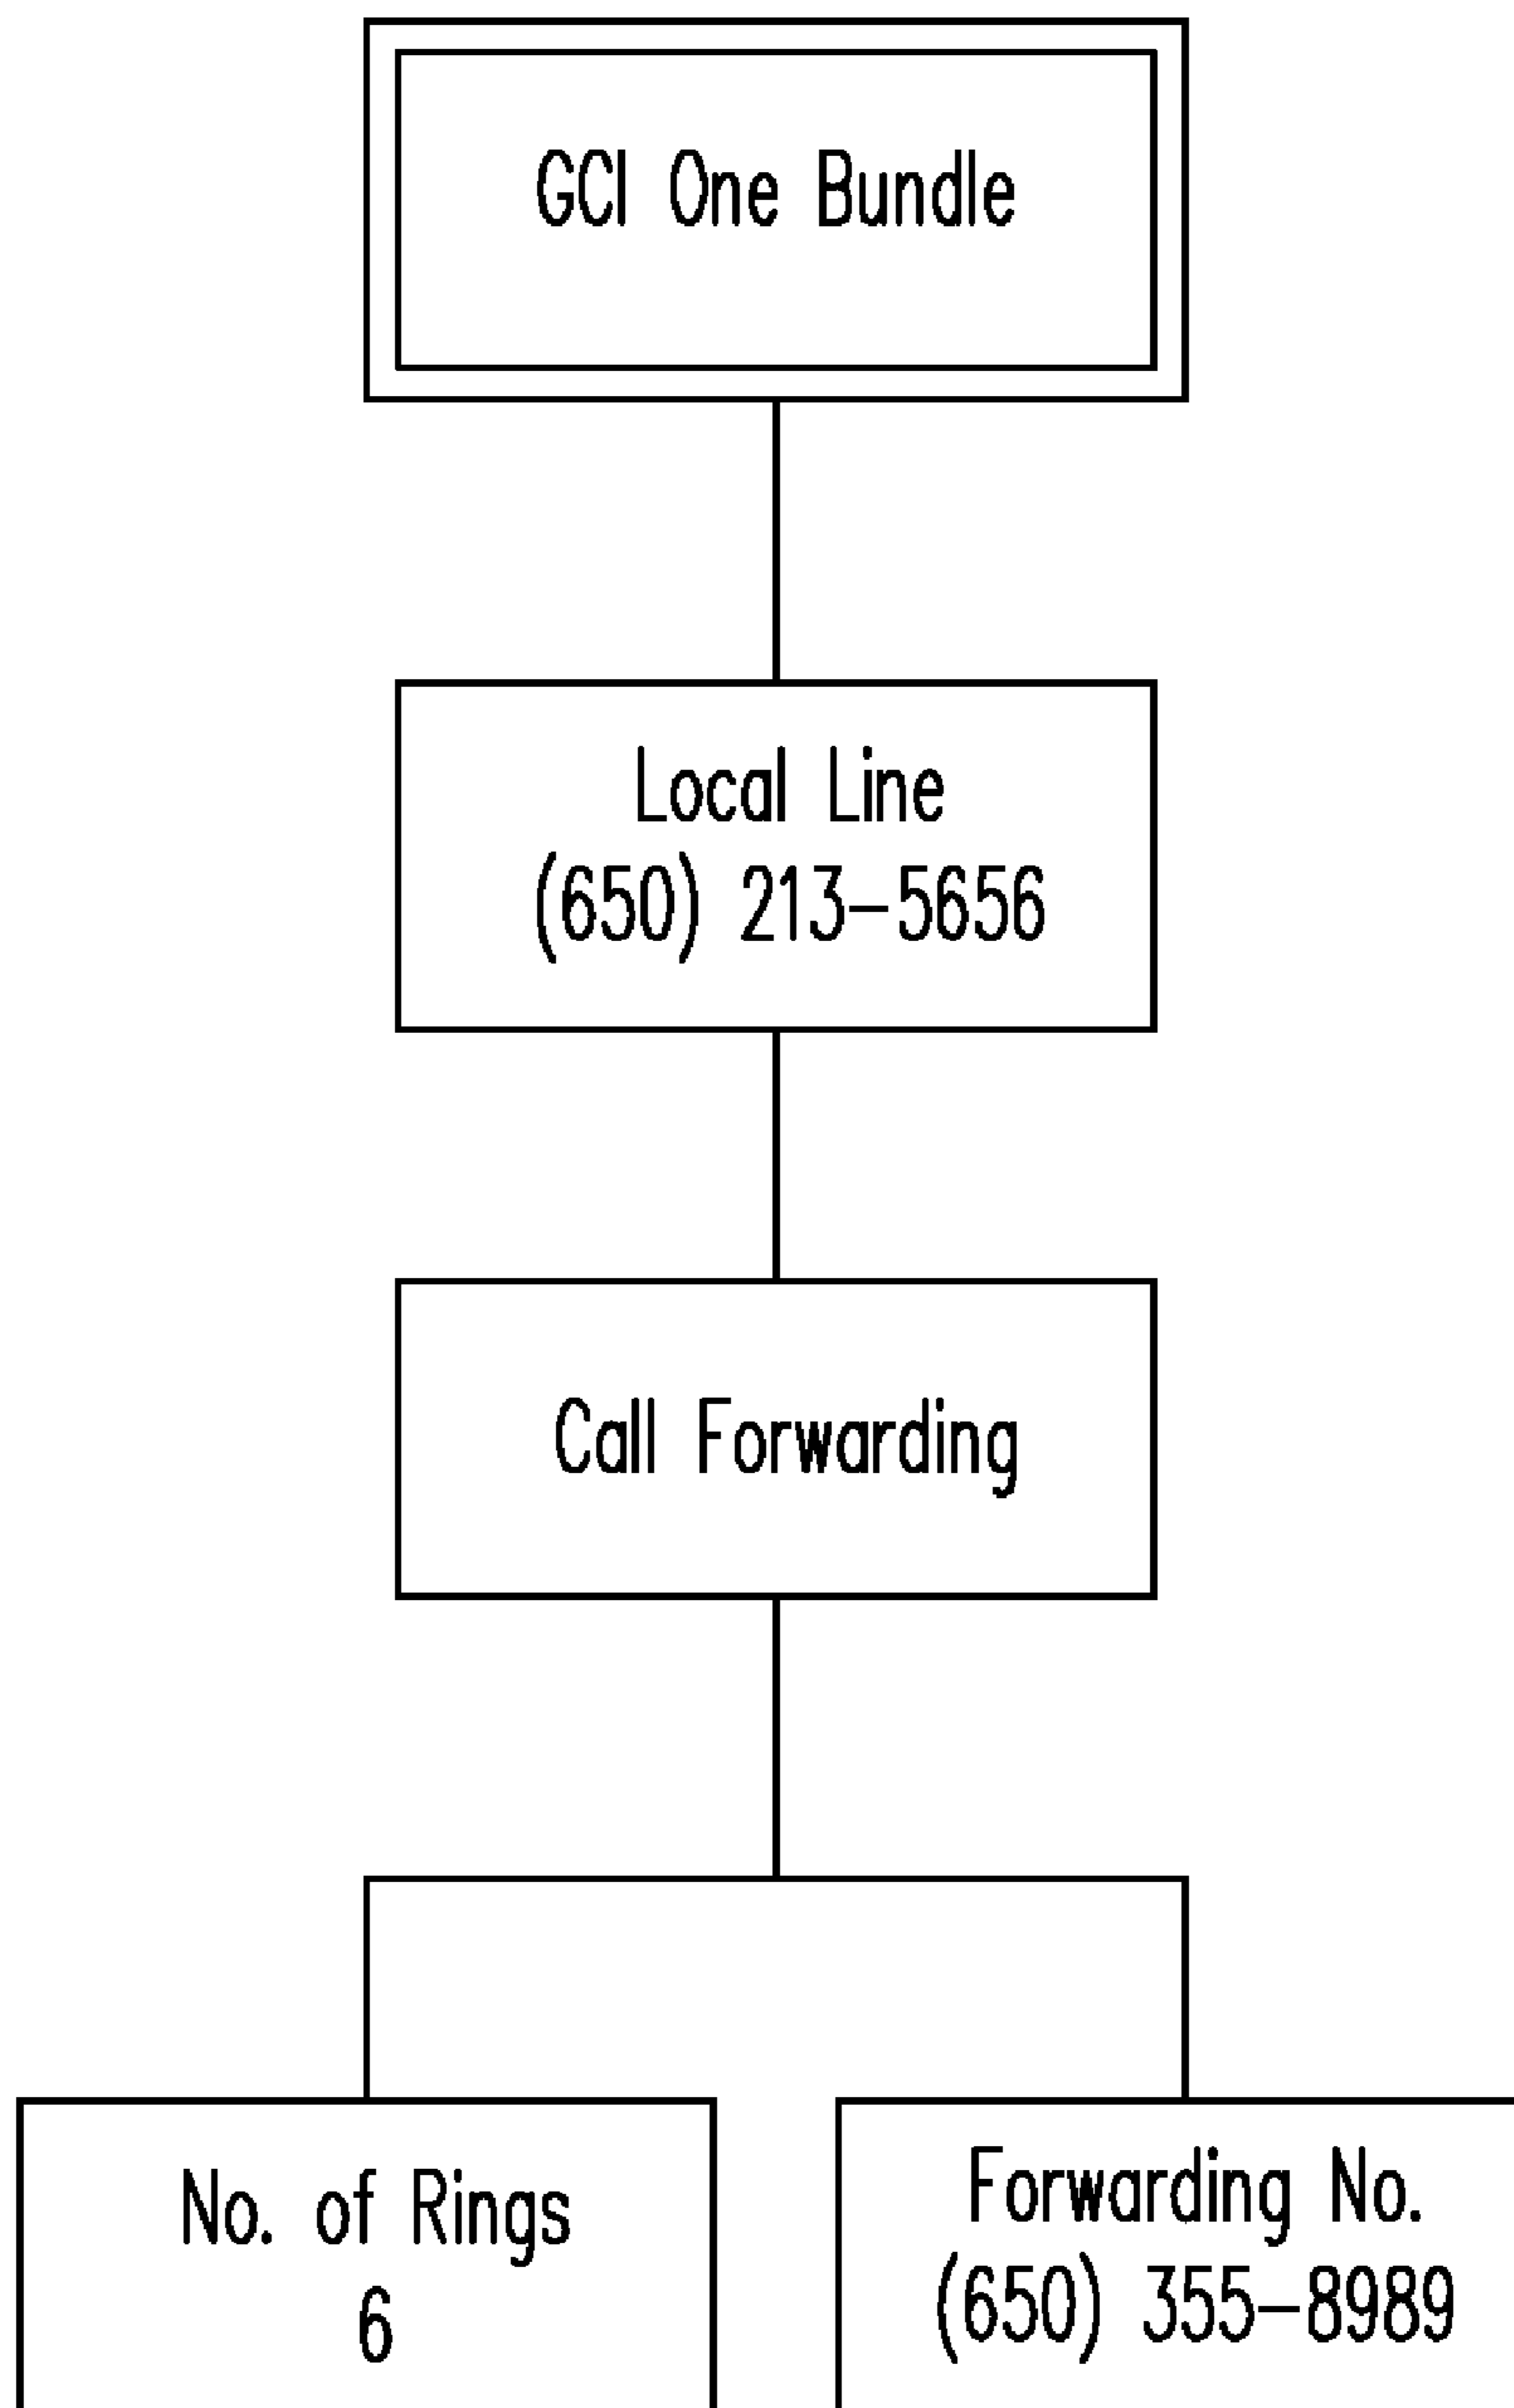 GCI One Bundle
Local Line
(650) 213-5656
Call Forwarding
No. of Rings
6
Forwarding No.
(650) 355-8989